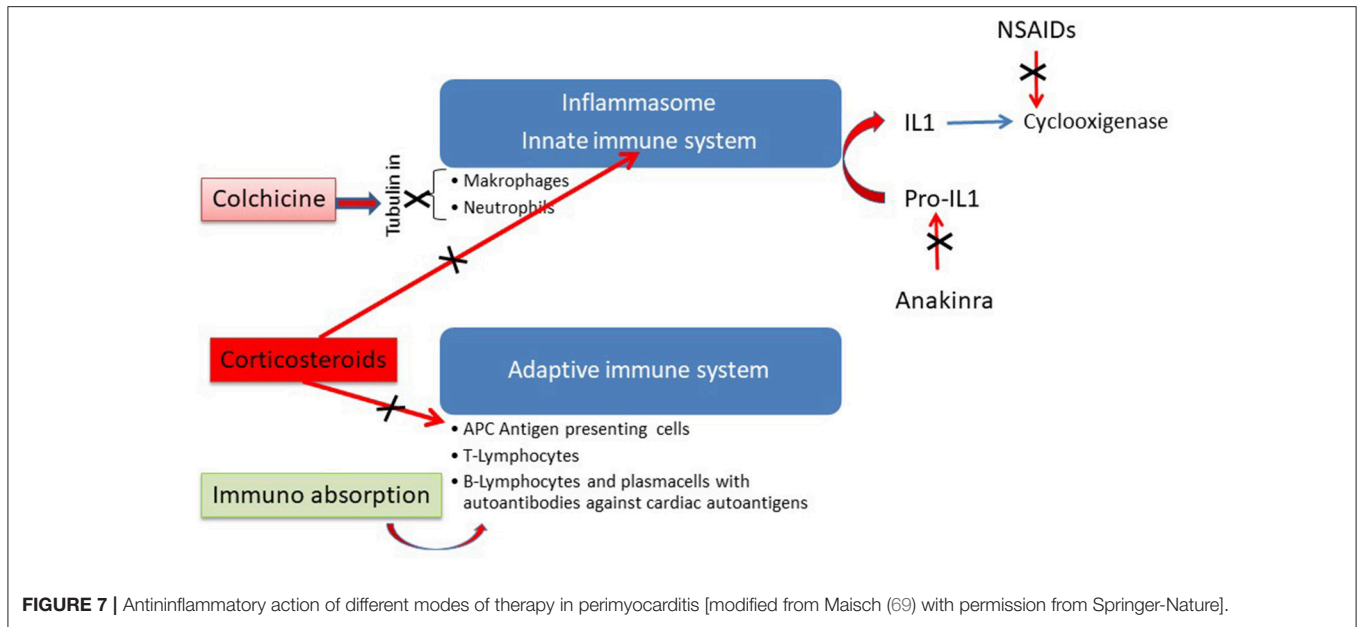 NSAIDs
Inflammasome
Innate immune system
IL1
Cyclooxigenase
Tubulin in
• Makrophages
• Neutrophils
Colchicine
Pro-IL1
Anakinra
Corticosteroids
Adaptive immune system
• APC Antigen presenting cells
• T-Lymphocytes
• B-Lymphocytes and plasmacells with
autoantibodies against cardiac autoantigens
Immuno absorption
FIGURE 7 | Antininflammatory action of different modes of therapy in perimyocarditis [modified from Maisch (69) with permission from Springer-Nature].